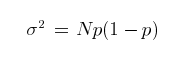 σ² = Np(1 − p)